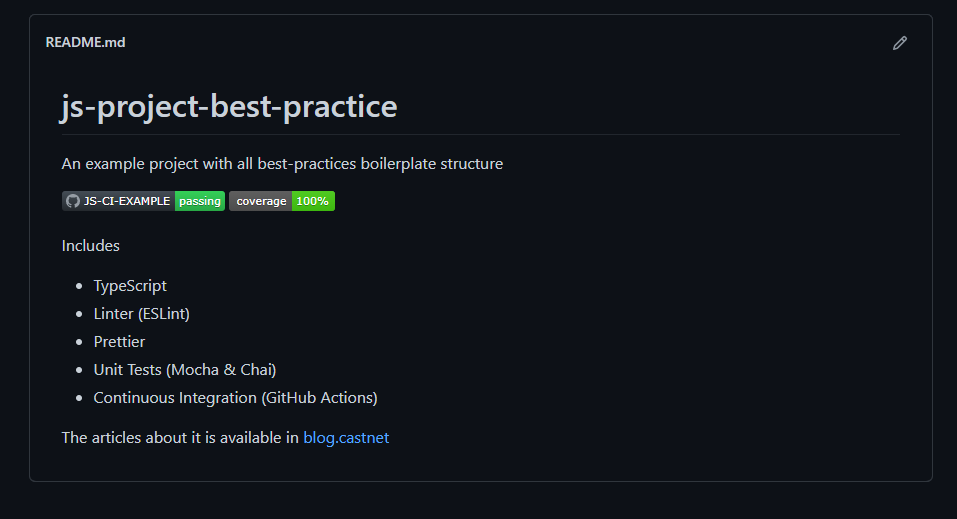 README.md
js-project-best-practice
An example project with all best-practices boilerplate structure
JS-CI-EXAMPLE passing coverage 100%
Includes
TypeScript
Linter (ESLint)
Prettier
Unit Tests (Mocha & Chai)
Continuous Integration (GitHub Actions)
The articles about it is available in blog.castnet